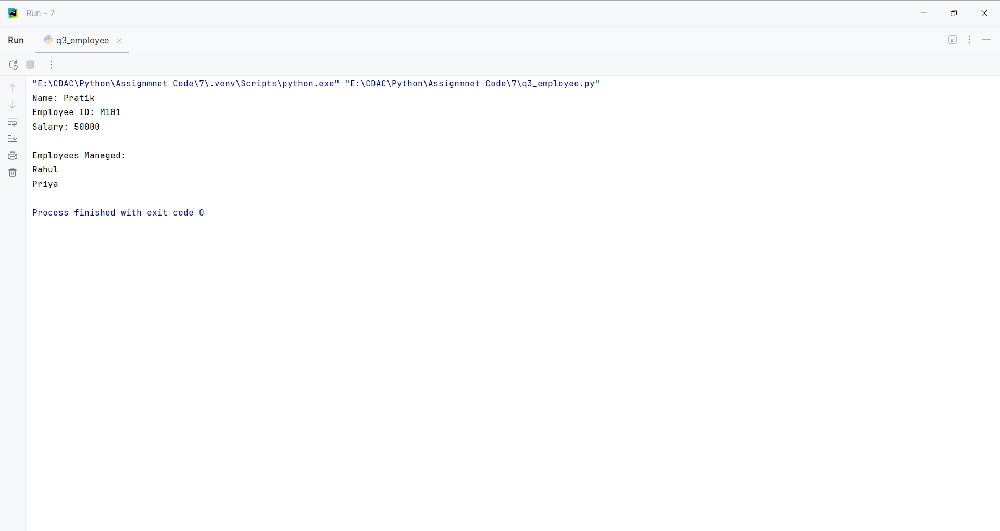 Run - 7
Run q3_employee
"E:\CDAC\Python\Assignmnet Code\7\.venv\Scripts\python.exe" "E:\CDAC\Python\Assignmnet Code\7\q3_employee.py"
Name: Pratik
Employee ID: M101
Salary: 50000
Employees Managed:
Rahul
Priya
Process finished with exit code 0